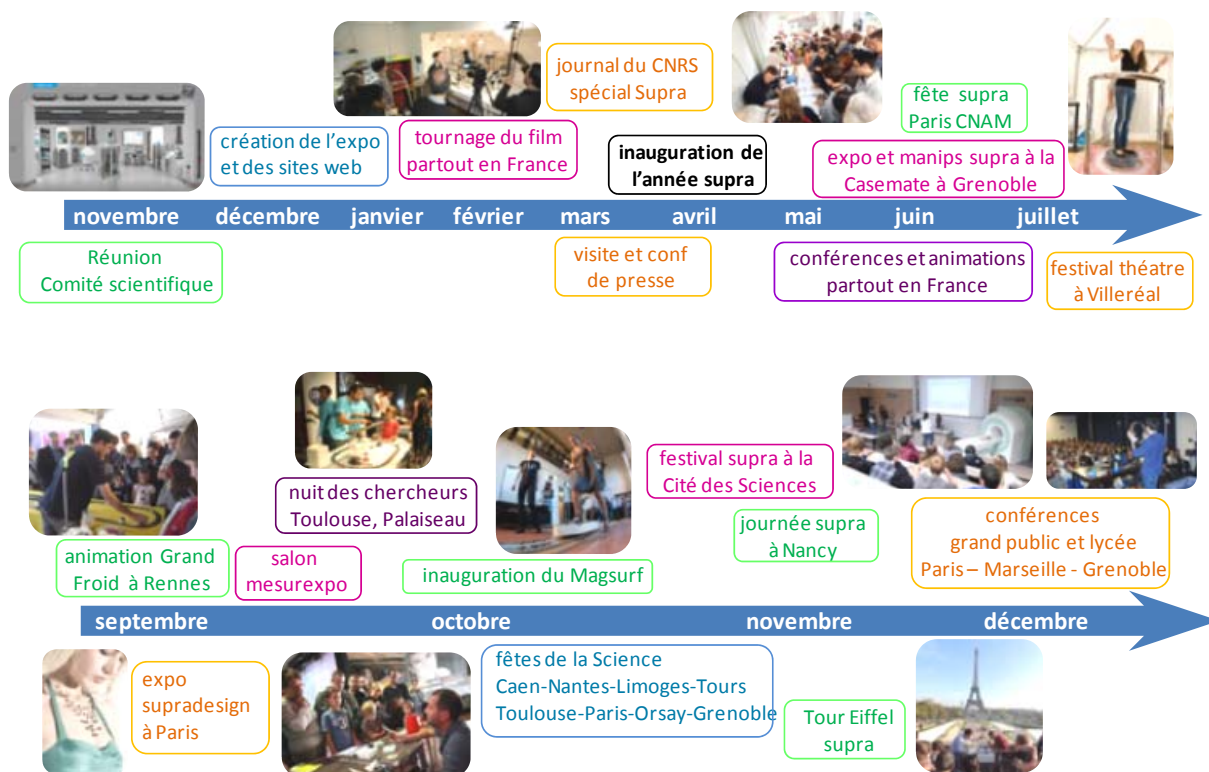 journal du CNRS
spécial Supra
fête supra
Paris CNAM
création de l'expo
et des sites web
tournage du film
partout en France
inauguration de
l'année supra
expo et manips supra à la
Casemate à Grenoble
novembre décembre janvier février mars avril mai juin juillet
Réunion
Comité scientifique
visite et conf
de presse
conférences et animations
partout en France
festival théatre
à Villeréal
festival supra à la
Cité des Sciences
nuit des chercheurs
Toulouse, Palaiseau
journée supra
à Nancy
conférences
grand public et lycée
Paris – Marseille - Grenoble
animation Grand
Froid à Rennes
salon
mesurexpo
inauguration du Magsurf
septembre octobre novembre décembre
expo
supradesign
à Paris
fêtes de la Science
Caen-Nantes-Limoges-Tours
Toulouse-Paris-Orsay-Grenoble
Tour Eiffel
supra